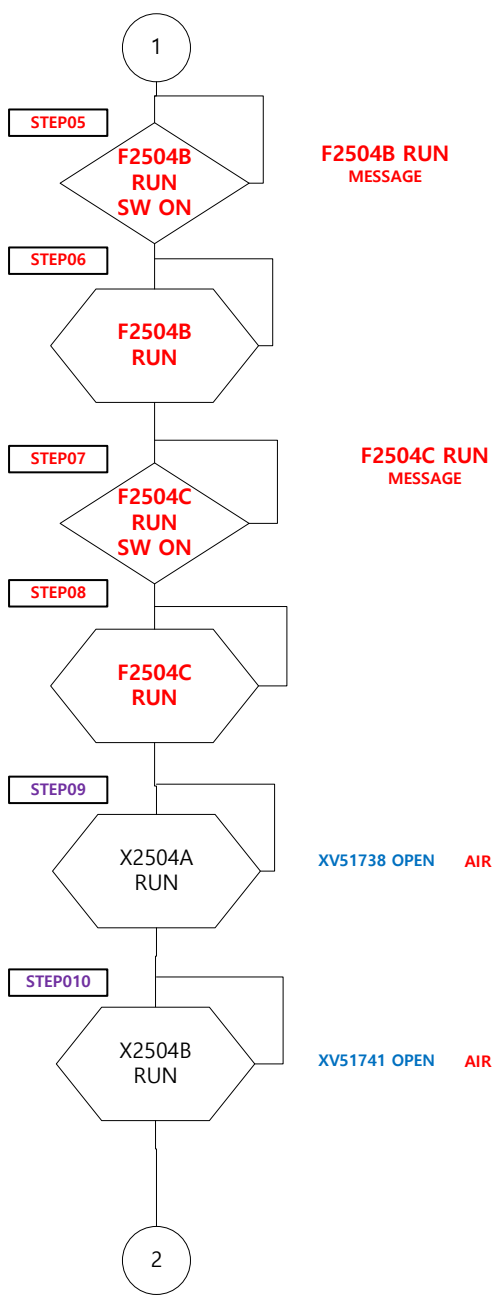 1
STEP05
F2504B
RUN
SW ON
F2504B RUN
MESSAGE
STEP06
F2504B
RUN
STEP07
F2504C
RUN
SW ON
F2504C RUN
MESSAGE
STEP08
F2504C
RUN
STEP09
X2504A
RUN
XV51738 OPEN AIR
STEP010
X2504B
RUN
XV51741 OPEN AIR
2